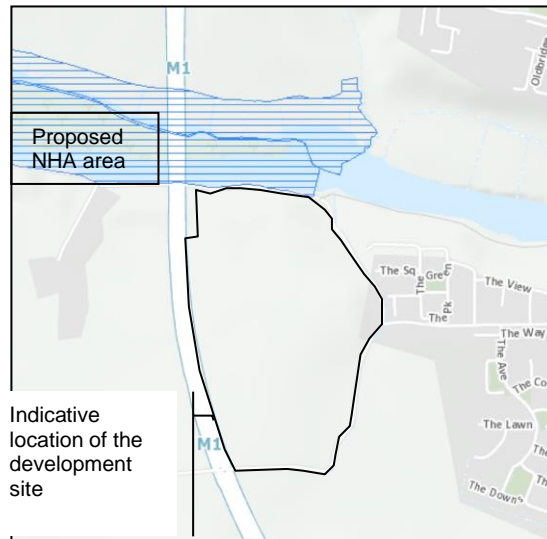 Oldbridge
M1
Proposed
NHA area
The Sq
The Green
The View
The Pk
The Way
The Ave
The Co
Indicative
location of the
development
site
The Lawn
M1
The Downs